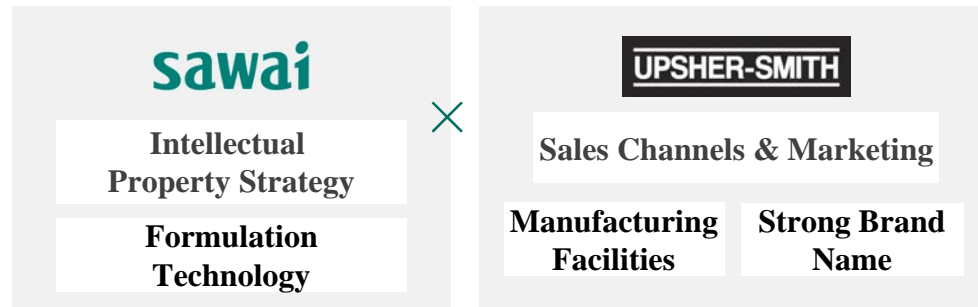 sawai
Intellectual
Property Strategy
Formulation
Technology
UPSHER-SMITH
Sales Channels & Marketing
Manufacturing
Facilities
Strong Brand
Name